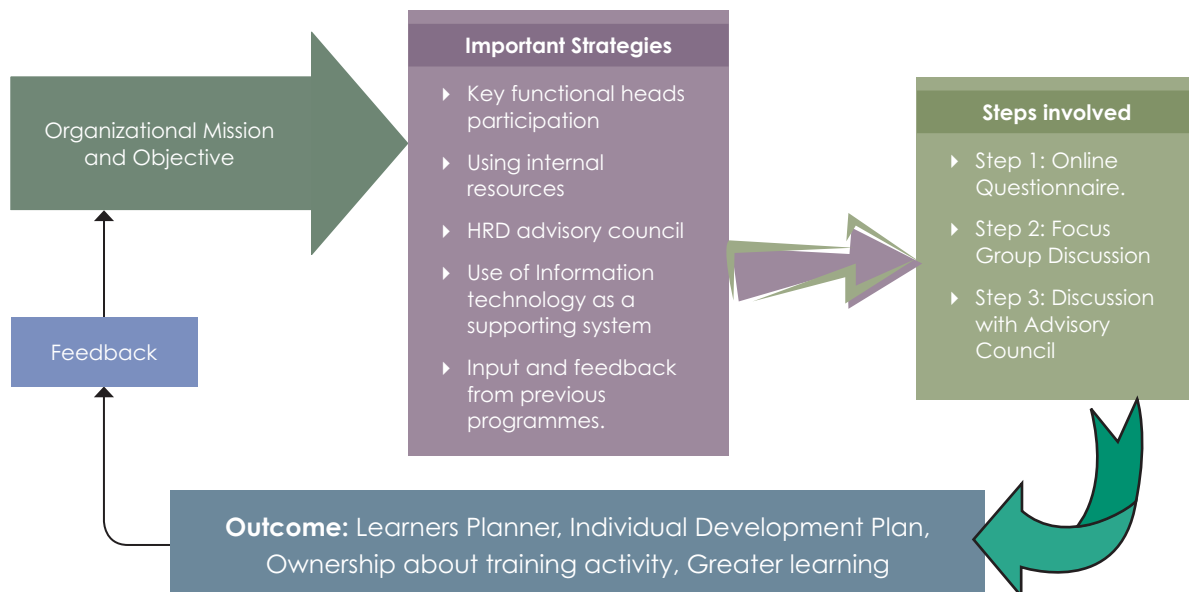 Organizational Mission
and Objective
Important Strategies
Key functional heads
participation
Using internal
resources
HRD advisory council
Use of Information
technology as a
supporting system
Input and feedback
from previous
programmes.
Steps involved
Step 1: Online
Questionnaire.
Step 2: Focus
Group Discussion
Step 3: Discussion
with Advisory
Council
Feedback
Outcome: Learners Planner, Individual Development Plan,
Ownership about training activity, Greater learning